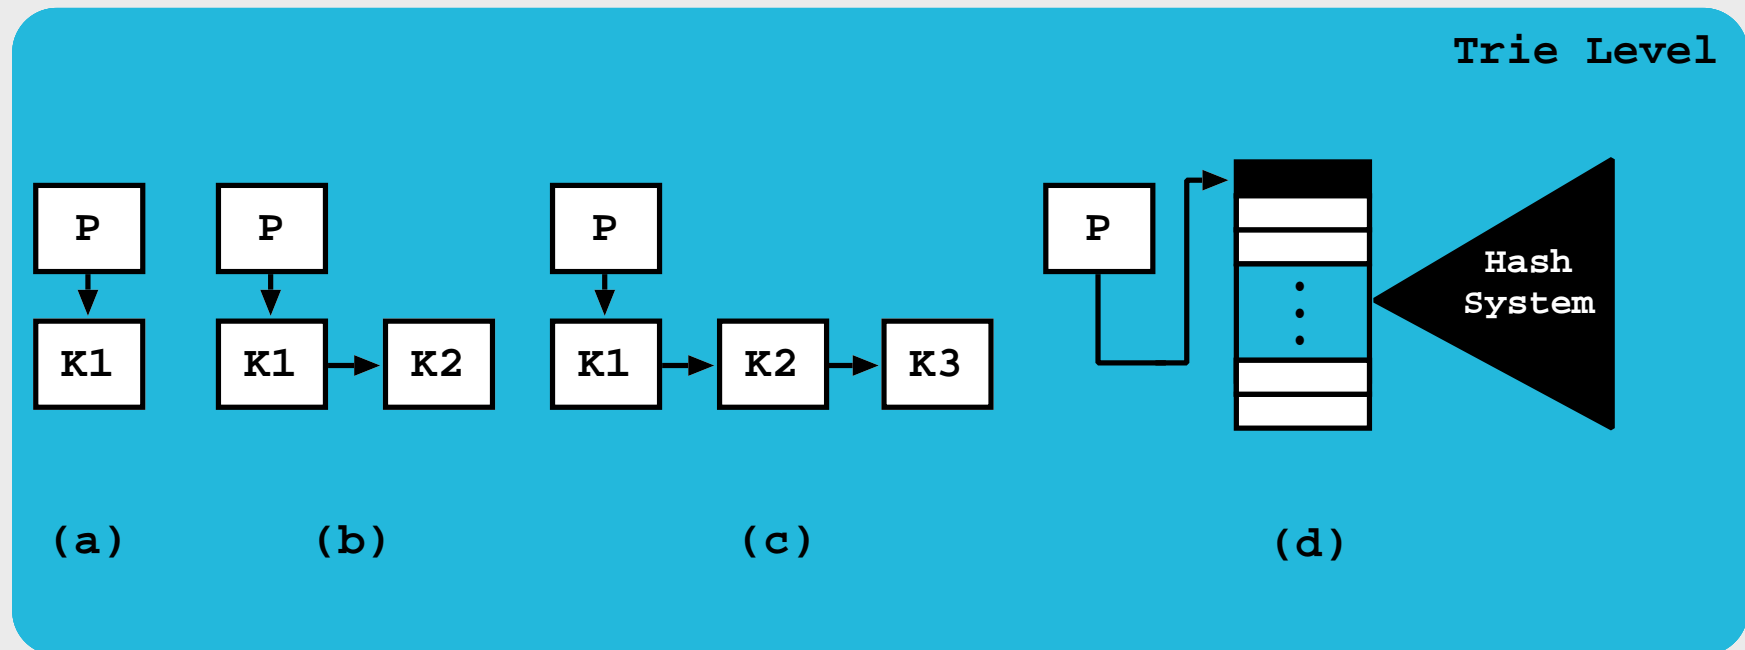 Trie Level
P
P
P
P
Hash
System
K1
K1
K2
K1
K2
K3
(a)
(b)
(c)
(d)